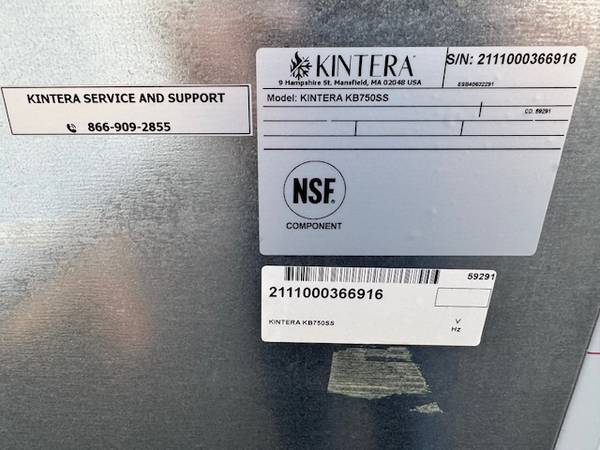 KINTERA SERVICE AND SUPPORT
866-909-2855
KINTERA
9 Hampshire St. Mansfield, MA 02048 USA
S/N: 2111000366916
ESB40602291
Model: KINTERA KB750SS
CO. 59291
NSF.
COMPONENT
59291
2111000366916
KINTERA KB750SS
V
Hz